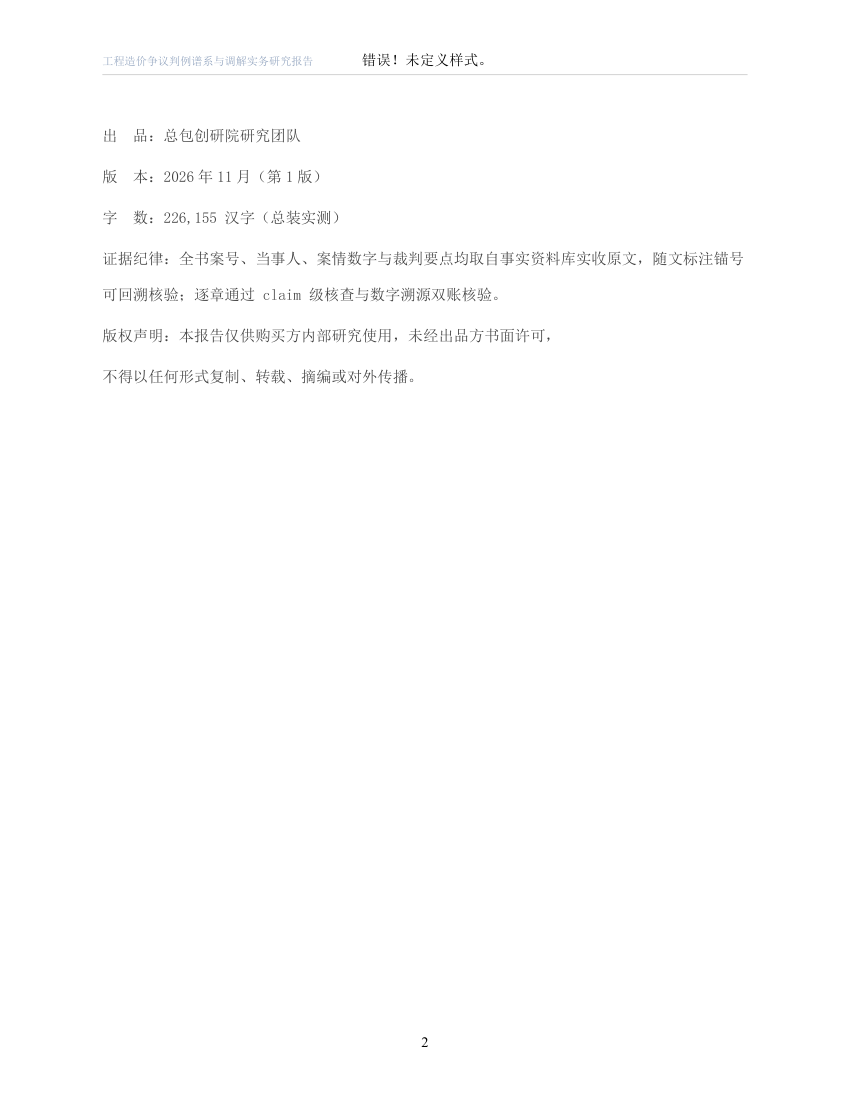 工程造价争议判例谱系与调解实务研究报告 错误！未定义样式。
出　品：总包创研院研究团队
版　本：2026 年 11 月（第 1 版）
字　数：226,155 汉字（总装实测）
证据纪律：全书案号、当事人、案情数字与裁判要点均取自事实资料库实收原文，随文标注锚号
可回溯核验；逐章通过 claim 级核查与数字溯源双账核验。
版权声明：本报告仅供购买方内部研究使用，未经出品方书面许可，
不得以任何形式复制、转载、摘编或对外传播。
2